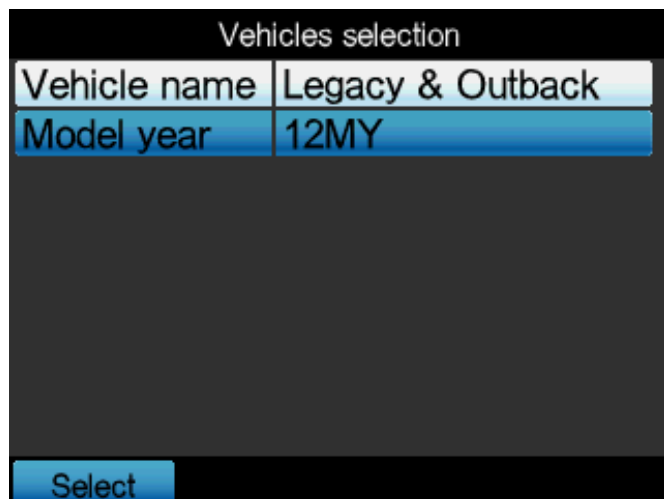 Vehicles selection
Vehicle name Legacy & Outback
Model year 12MY
Select